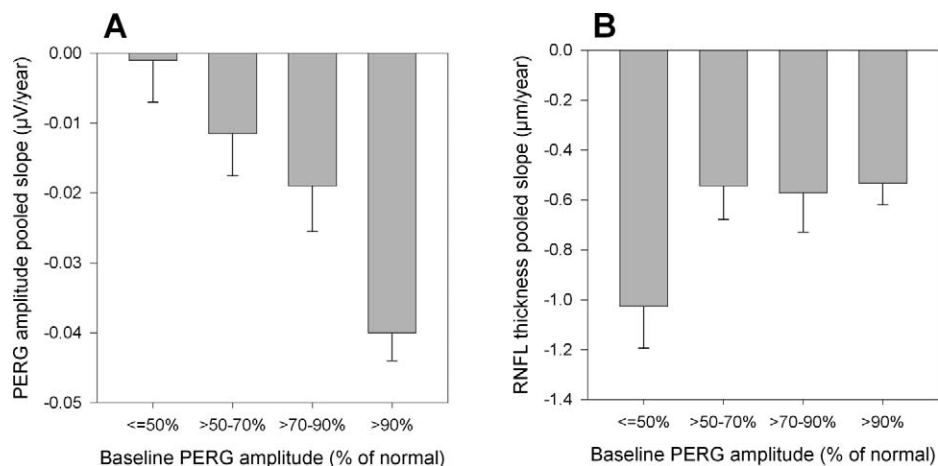 A
PERG amplitude pooled slope (µV/year)
0.00
-0.01
-0.02
-0.03
-0.04
-0.05
<=50% >50-70% >70-90% >90%
Baseline PERG amplitude (% of normal)
B
RNFL thickness pooled slope (µm/year)
0.0
-0.2
-0.4
-0.6
-0.8
-1.0
-1.2
-1.4
<=50% >50-70% >70-90% >90%
Baseline PERG amplitude (% of normal)